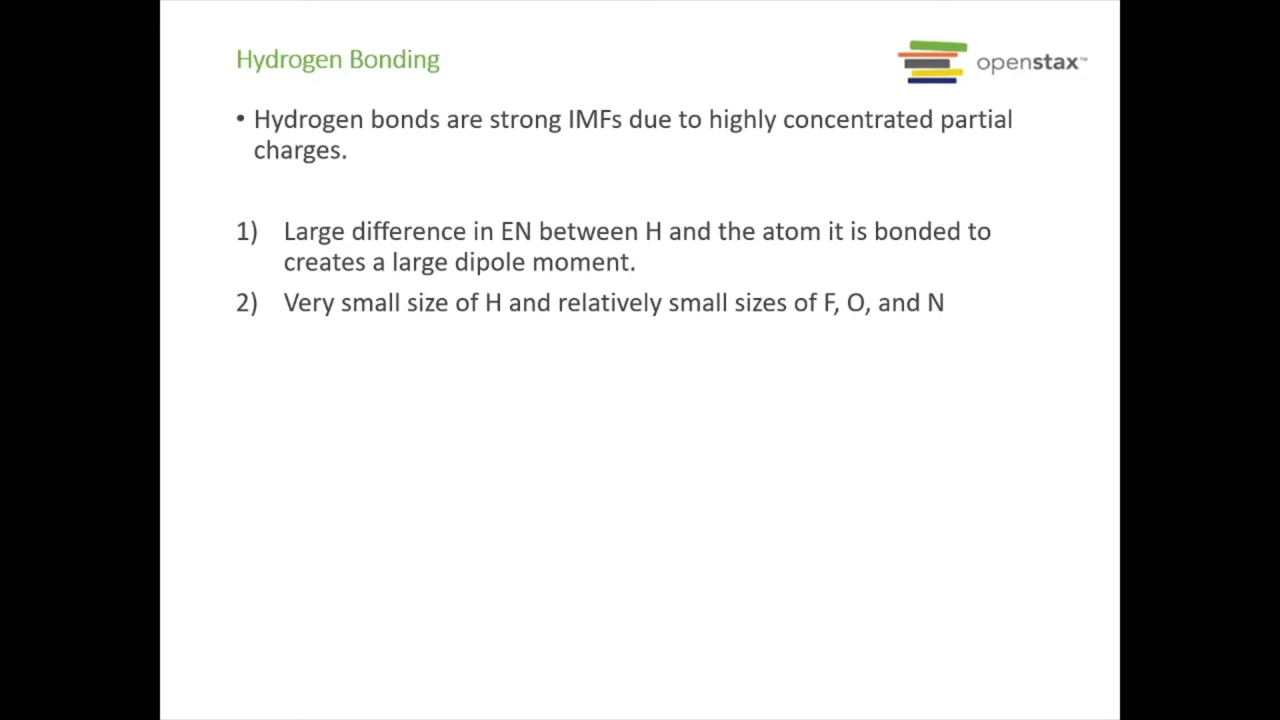 Hydrogen Bonding
openstax™
• Hydrogen bonds are strong IMFs due to highly concentrated partial
charges.
1) Large difference in EN between H and the atom it is bonded to
creates a large dipole moment.
2) Very small size of H and relatively small sizes of F, O, and N